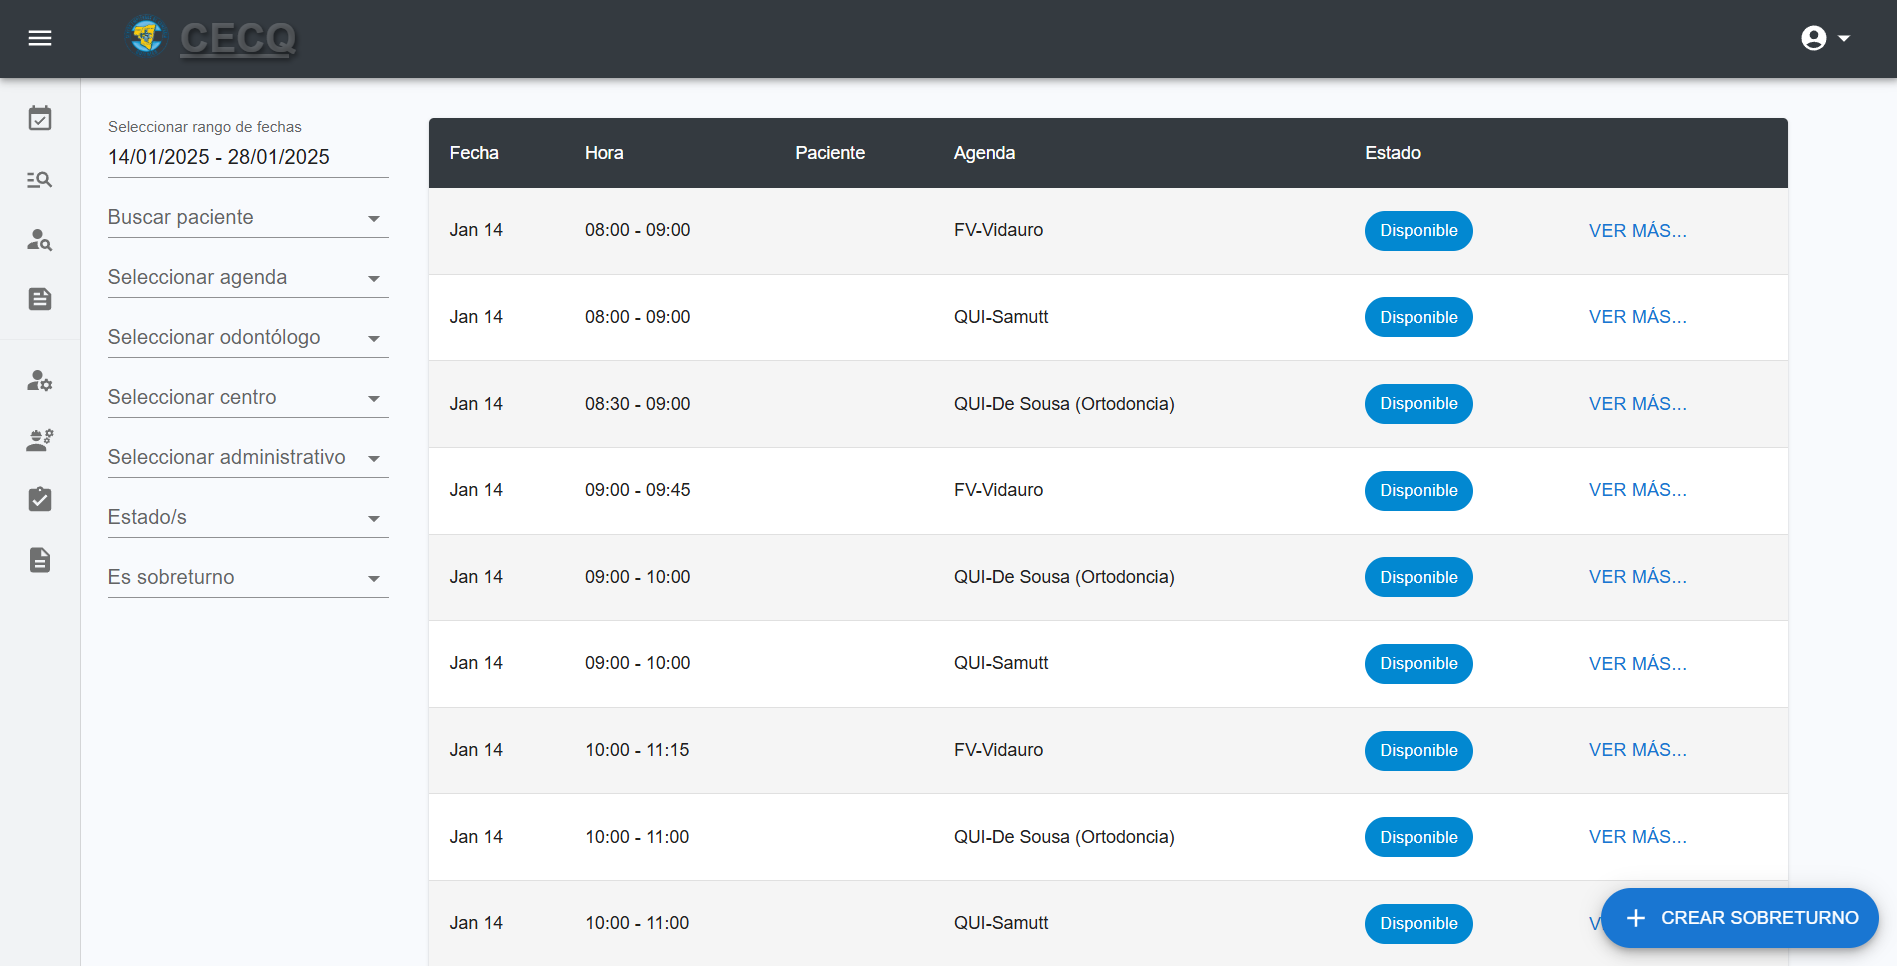 CECQ
Seleccionar rango de fechas
14/01/2025 - 28/01/2025
Buscar paciente
Seleccionar agenda
Seleccionar odontólogo
Seleccionar centro
Seleccionar administrativo
Estado/s
Es sobreturno
Fecha Hora Paciente Agenda Estado
Jan 14 08:00 - 09:00 FV-Vidauro Disponible VER MÁS...
Jan 14 08:00 - 09:00 QUI-Samutt Disponible VER MÁS...
Jan 14 08:30 - 09:00 QUI-De Sousa (Ortodoncia) Disponible VER MÁS...
Jan 14 09:00 - 09:45 FV-Vidauro Disponible VER MÁS...
Jan 14 09:00 - 10:00 QUI-De Sousa (Ortodoncia) Disponible VER MÁS...
Jan 14 09:00 - 10:00 QUI-Samutt Disponible VER MÁS...
Jan 14 10:00 - 11:15 FV-Vidauro Disponible VER MÁS...
Jan 14 10:00 - 11:00 QUI-De Sousa (Ortodoncia) Disponible VER MÁS...
Jan 14 10:00 - 11:00 QUI-Samutt Disponible V
+ CREAR SOBRETURNO